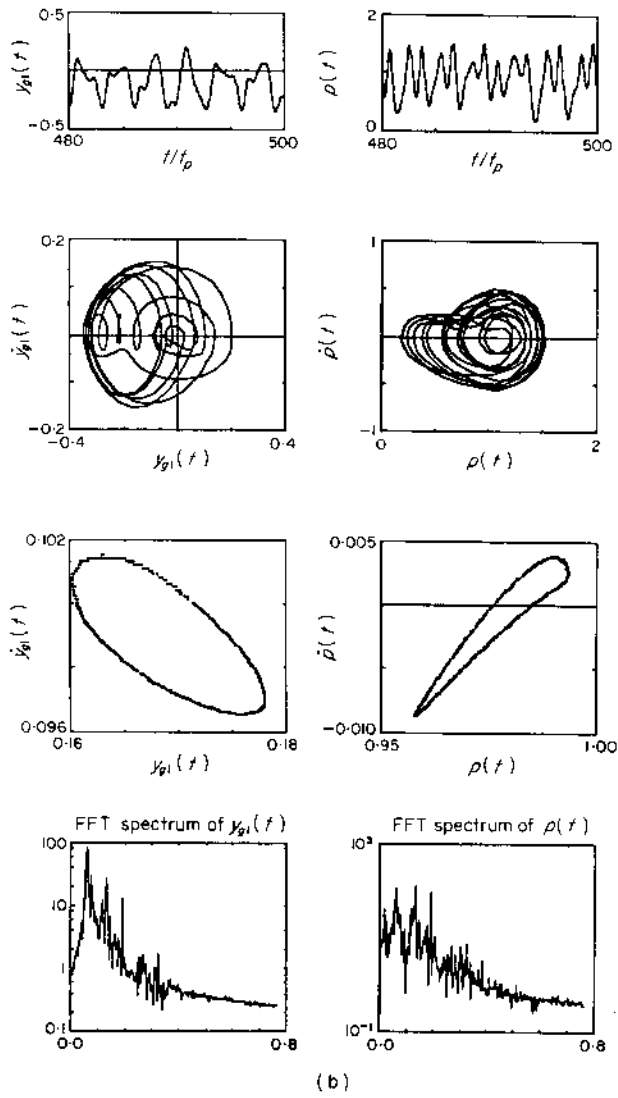 0·5
y_g1(t)
-0·5
480
500
t/t_p
2
p(t)
0
480
500
t/t_p
0·2
ẏ_g1(t)
-0·2
-0·4
0·4
y_g1(t)
1
ṗ(t)
-1
0
2
p(t)
0·102
ẏ_g1(t)
0·096
0·16
0·18
y_g1(t)
0·005
ṗ(t)
-0·010
0·95
1·00
p(t)
FFT spectrum of y_g1(t)
100
10
1
0·1
0·0
0·8
FFT spectrum of p(t)
10^-1
0·0
0·8
(b)